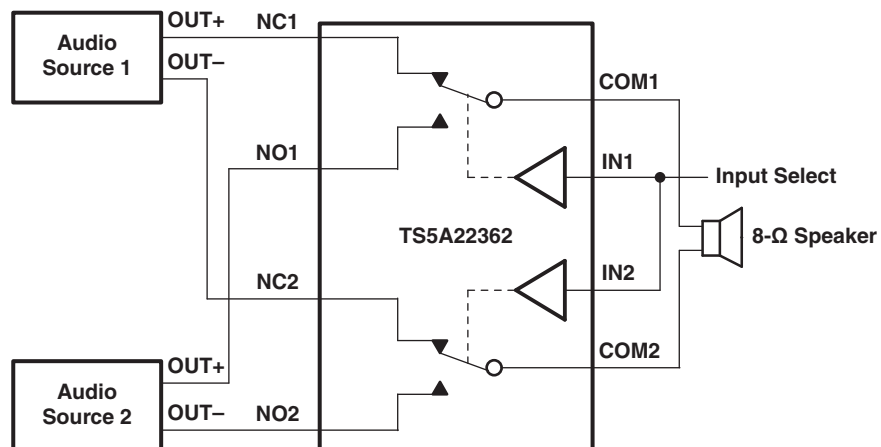 Audio
Source 1
OUT+
OUT–
NC1
COM1
NO1
IN1
Input Select
TS5A22362
8-Ω Speaker
NC2
IN2
COM2
Audio
Source 2
OUT+
OUT–
NO2